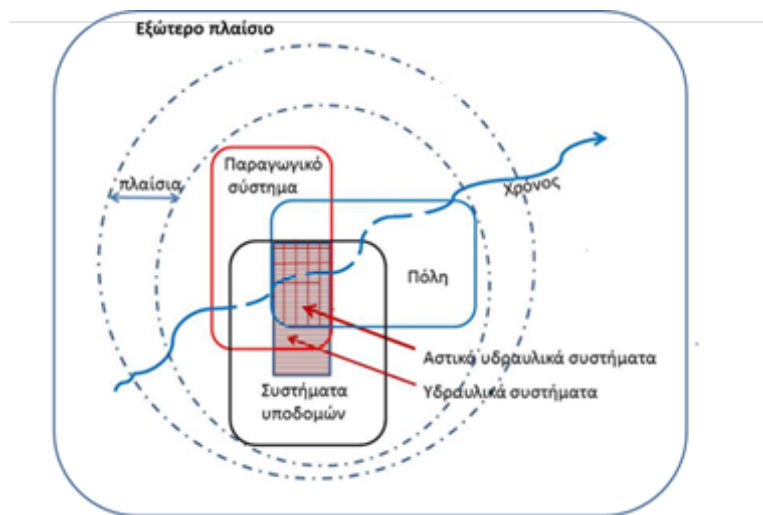 Εξώτερο πλαίσιο
Παραγωγικό
σύστημα
πλαίσια
Χρόνος
Πόλη
Αστικά υδραυλικά συστήματα
Υδραυλικά συστήματα
Συστήματα
υποδομών